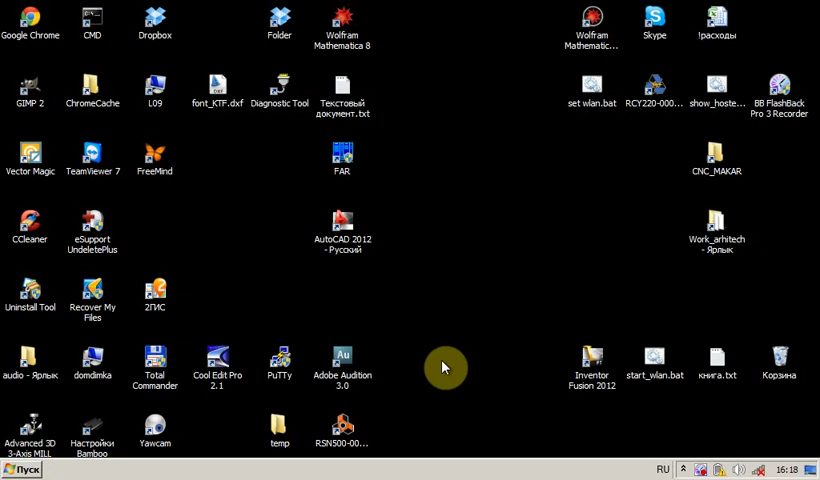 Google Chrome
CMD
Dropbox
Folder
Wolfram
Mathematica 8
Wolfram
Mathematic...
Skype
!расходы
GIMP 2
ChromeCache
L09
font_KTF.dxf
Diagnostic Tool
Текстовый
документ.txt
set wlan.bat
RCY220-000...
show_hoste...
BB FlashBack
Pro 3 Recorder
Vector Magic
TeamViewer 7
FreeMind
FAR
CNC_MAKAR
CCleaner
eSupport
UndeletePlus
AutoCAD 2012
- Русский
Work_arhitech
- Ярлык
Uninstall Tool
Recover My
Files
2ГИС
audio - Ярлык
domdimka
Total
Commander
Cool Edit Pro
2.1
PuTTy
Au
Adobe Audition
3.0
Inventor
Fusion 2012
start_wlan.bat
книга.txt
Корзина
Advanced 3D
3-Axis MILL
Настройки
Bamboo
Yawcam
temp
RSN500-00...
Пуск
RU
16:18